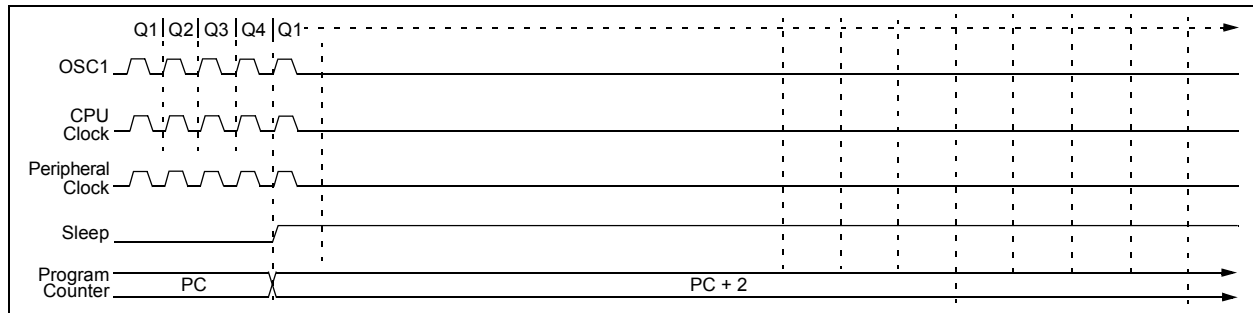 Q1 Q2 Q3 Q4 Q1
OSC1
CPU
Clock
Peripheral
Clock
Sleep
Program
Counter
PC
PC + 2